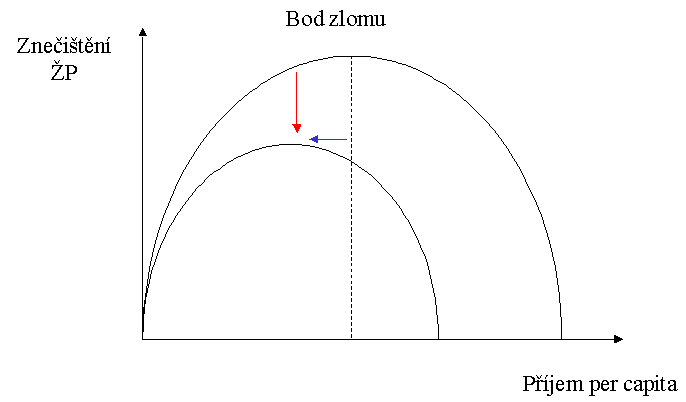 Bod zlomu
Znečištění
ŽP
Příjem per capita